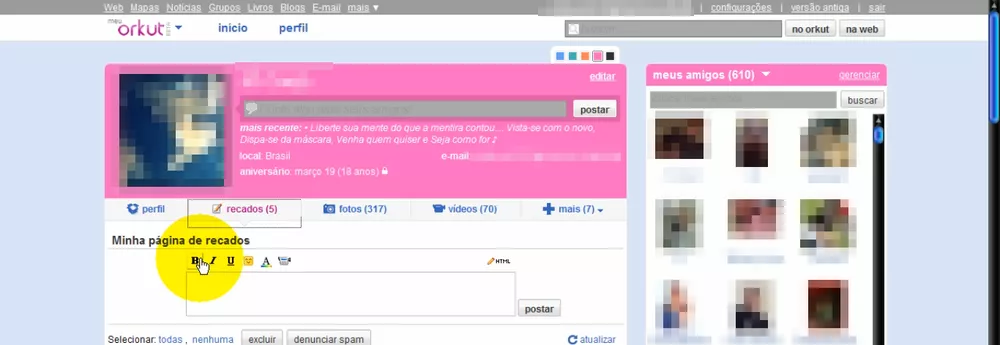 Web Mapas Notícias Grupos Livros Blogs E-mail mais ▼ | configurações | versão antiga | sair
meu orkut início perfil no orkut na web
editar
meus amigos (610) gerenciar
postar
buscar
mais recente: • Liberte sua mente do que a mentira contou... Vista-se com o novo,
Dispa-se da máscara, Venha quem quiser e Seja como for ♪
local: Brasil e-mail
aniversário: março 19 (18 anos)
perfil recados (5) fotos (317) vídeos (70) mais (7)
Minha página de recados
B I U A HTML
postar
Selecionar: todas , nenhuma excluir denunciar spam atualizar